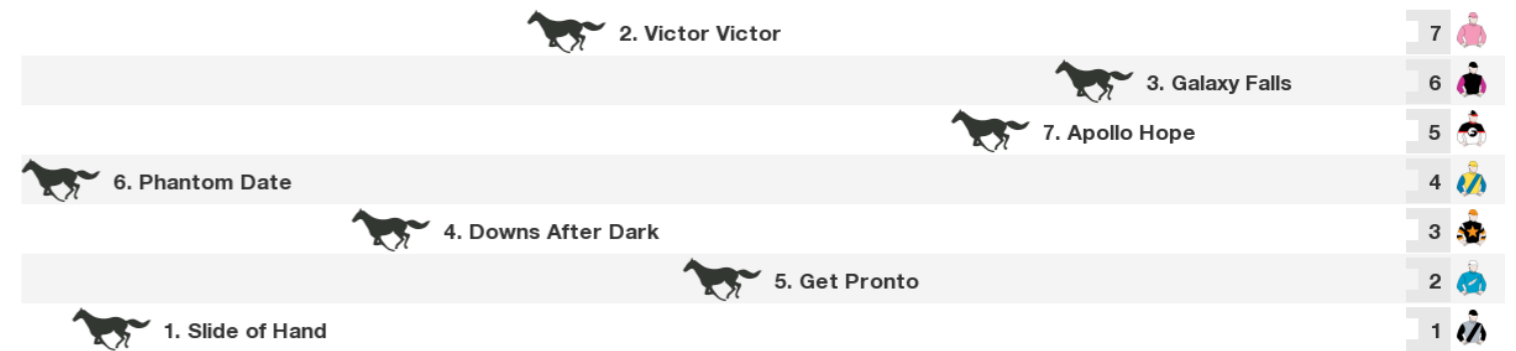 2. Victor Victor 7
3. Galaxy Falls 6
7. Apollo Hope 5
6. Phantom Date 4
4. Downs After Dark 3
5. Get Pronto 2
1. Slide of Hand 1